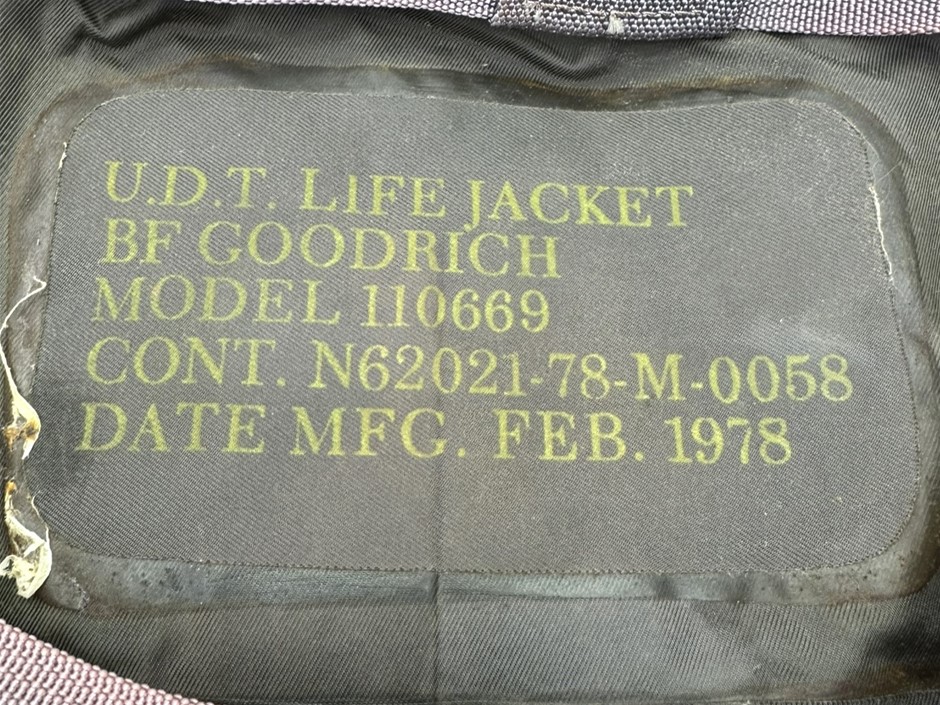 U.D.T. LIFE JACKET
BF GOODRICH
MODEL 110669
CONT. N62021-78-M-0058
DATE MFG. FEB. 1978